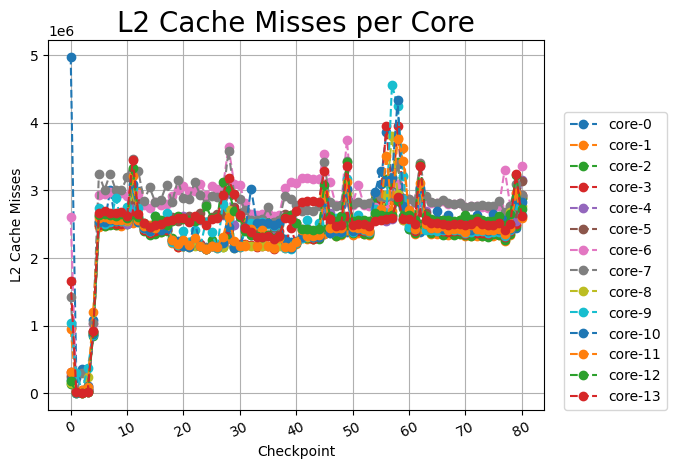 L2 Cache Misses per Core
1e6
5
4
3
2
1
0
L2 Cache Misses
0
10
20
30
40
50
60
70
80
Checkpoint
core-0
core-1
core-2
core-3
core-4
core-5
core-6
core-7
core-8
core-9
core-10
core-11
core-12
core-13